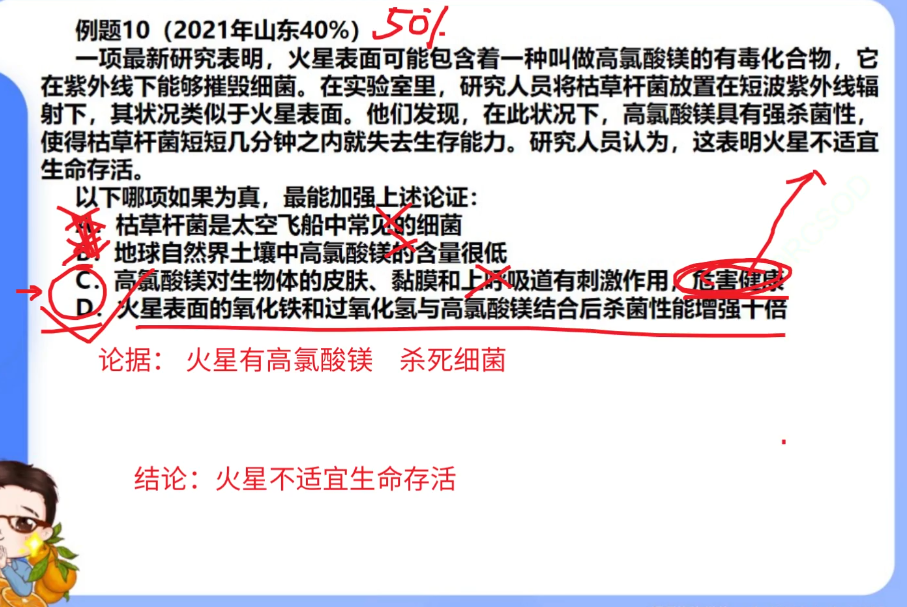 例题10（2021年山东40%） 50%
一项最新研究表明，火星表面可能包含着一种叫做高氯酸镁的有毒化合物，它
在紫外线下能够摧毁细菌。在实验室里，研究人员将枯草杆菌放置在短波紫外线辐
射下，其状况类似于火星表面。他们发现，在此状况下，高氯酸镁具有强杀菌性，
使得枯草杆菌短短几分钟之内就失去生存能力。研究人员认为，这表明火星不适宜
生命存活。
以下哪项如果为真，最能加强上述论证：
A．枯草杆菌是太空飞船中常见的细菌
B．地球自然界土壤中高氯酸镁的含量很低
C．高氯酸镁对生物体的皮肤、黏膜和上呼吸道有刺激作用，危害健康
D．火星表面的氧化铁和过氧化氢与高氯酸镁结合后杀菌性能增强十倍
论据： 火星有高氯酸镁 杀死细菌
结论：火星不适宜生命存活